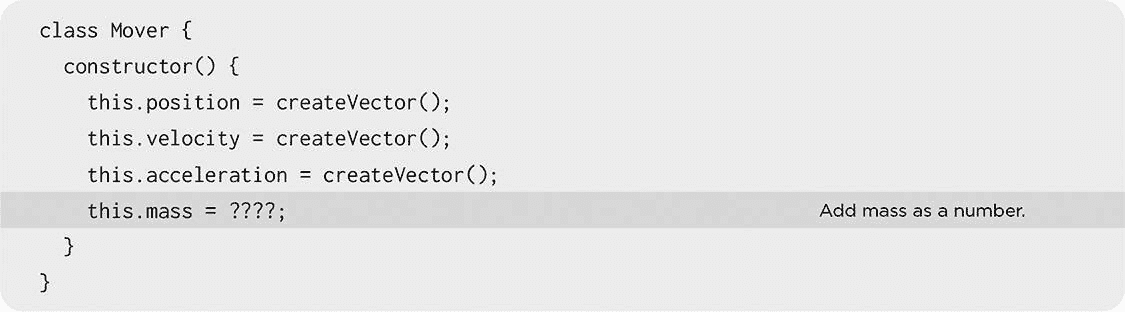 class Mover {
  constructor() {
    this.position = createVector();
    this.velocity = createVector();
    this.acceleration = createVector();
    this.mass = ????; Add mass as a number.
  }
}